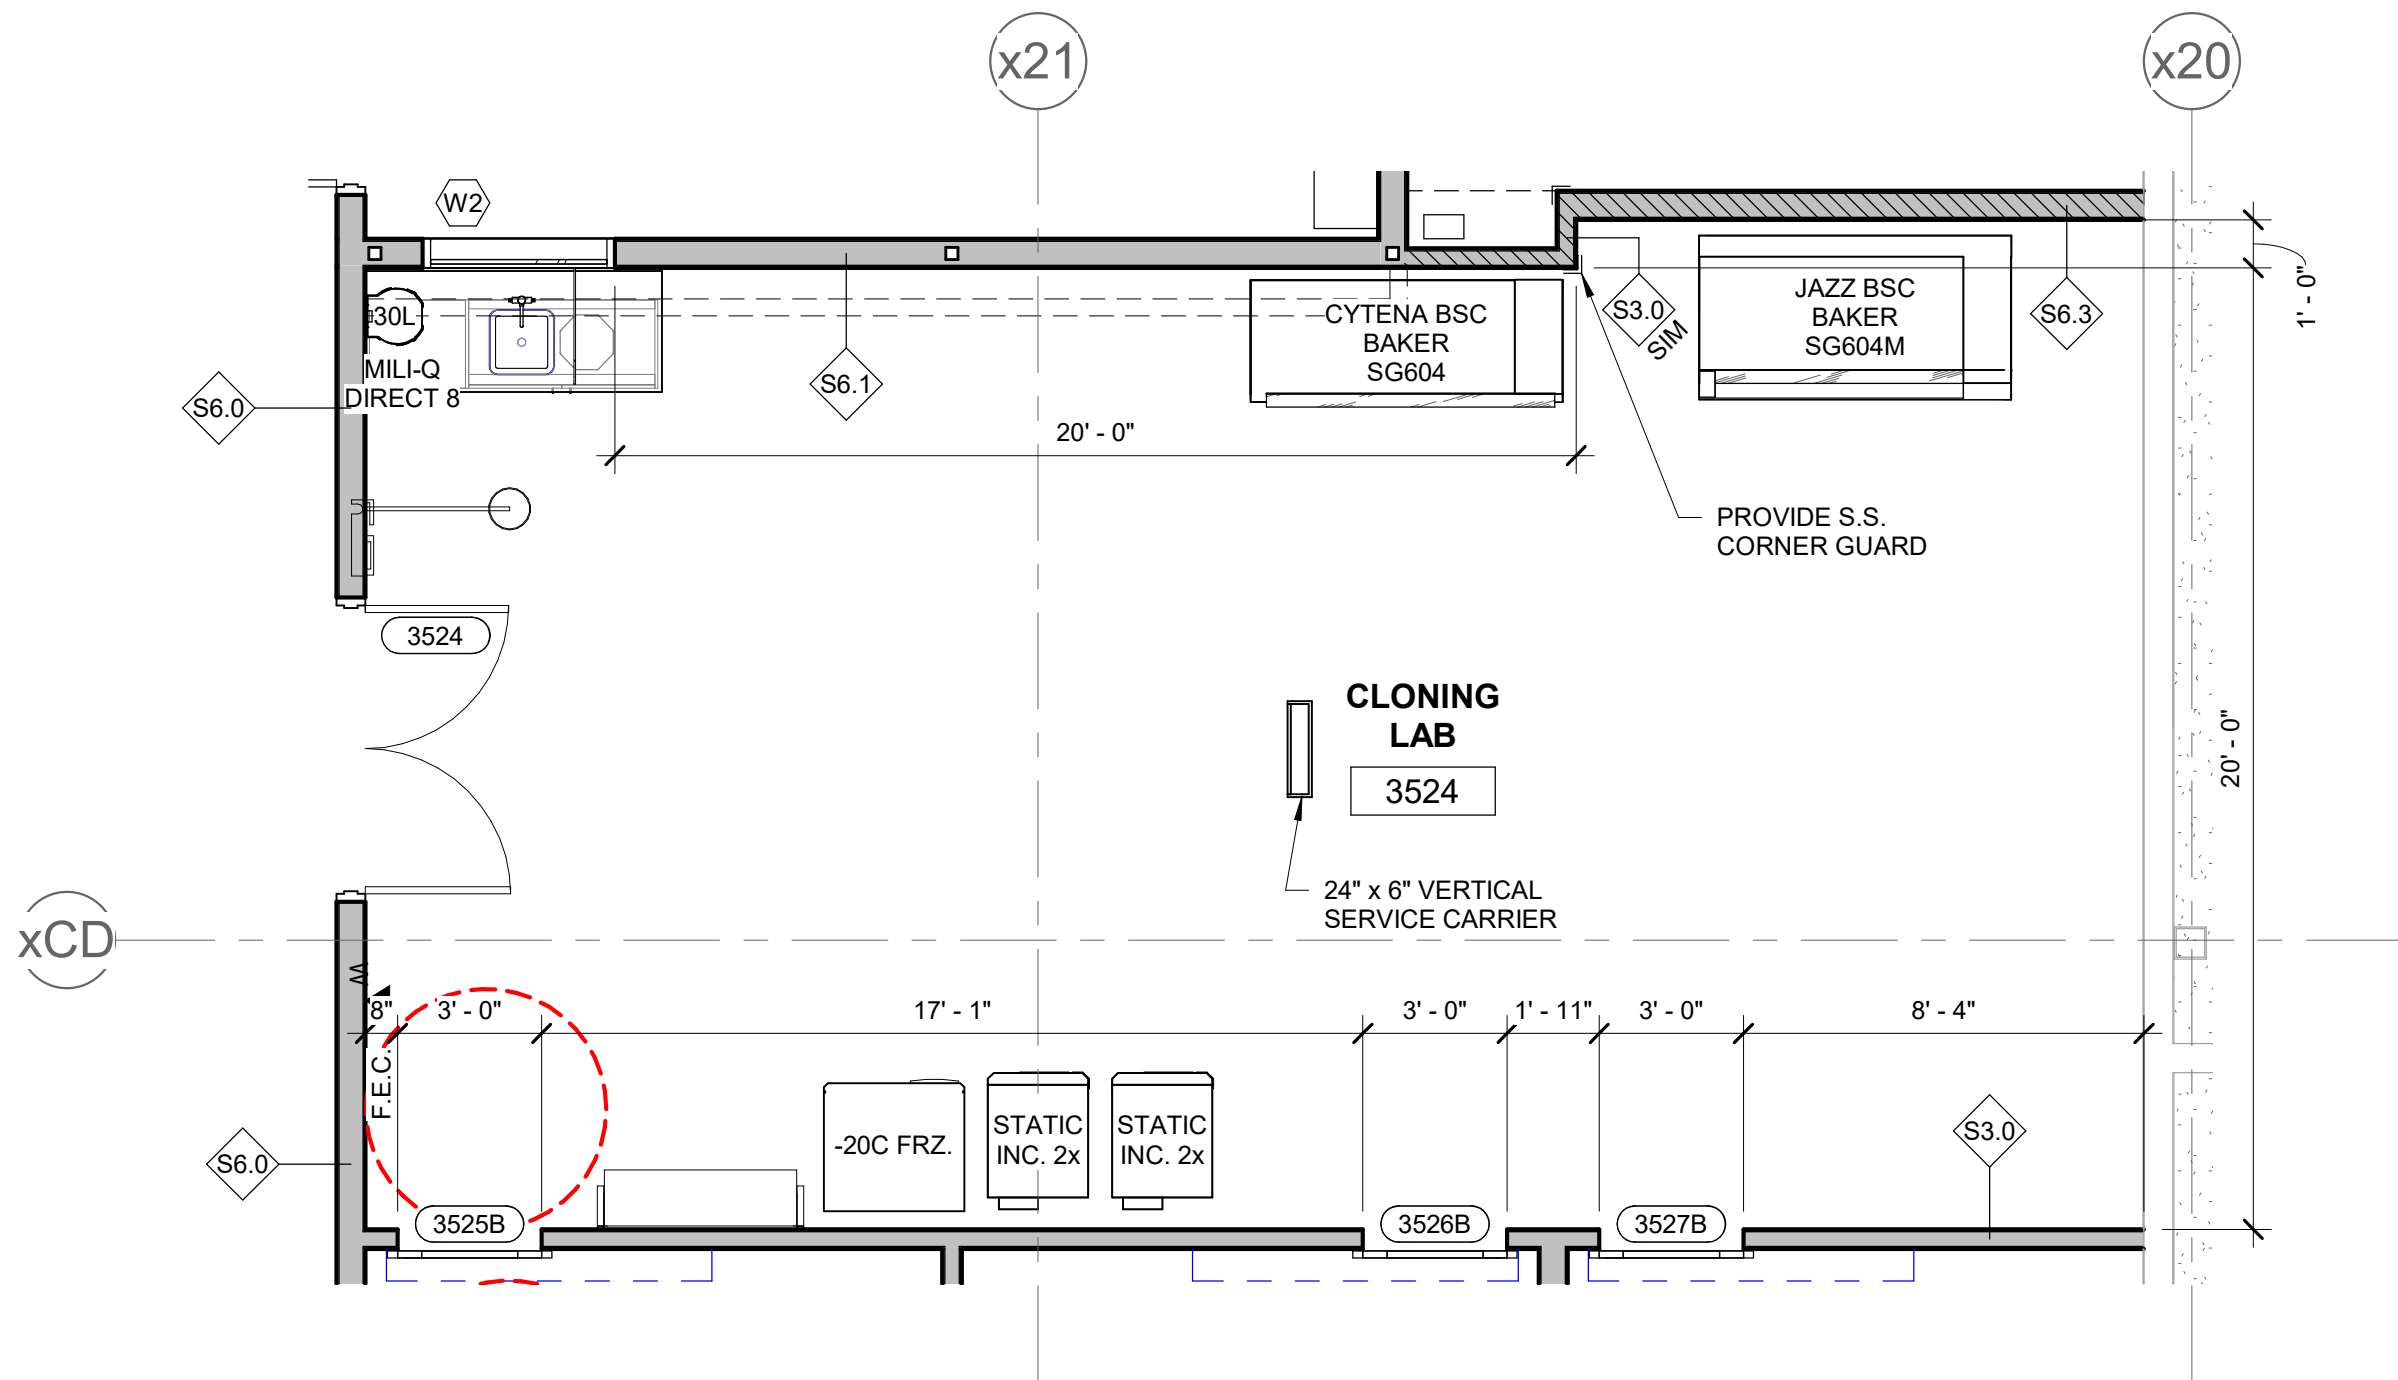 x21
x20
W2
30L
MILI-Q
DIRECT 8
S6.0
S6.1
CYTENA BSC
BAKER
SG604
S3.0
SIM
JAZZ BSC
BAKER
SG604M
S6.3
1' - 0"
20' - 0"
PROVIDE S.S.
CORNER GUARD
3524
CLONING
LAB
3524
20' - 0"
24" x 6" VERTICAL
SERVICE CARRIER
xCD
8"
3' - 0"
17' - 1"
3' - 0"
1' - 11"
3' - 0"
8' - 4"
F.E.C.
-20C FRZ.
STATIC
INC. 2x
STATIC
INC. 2x
S3.0
S6.0
3525B
3526B
3527B